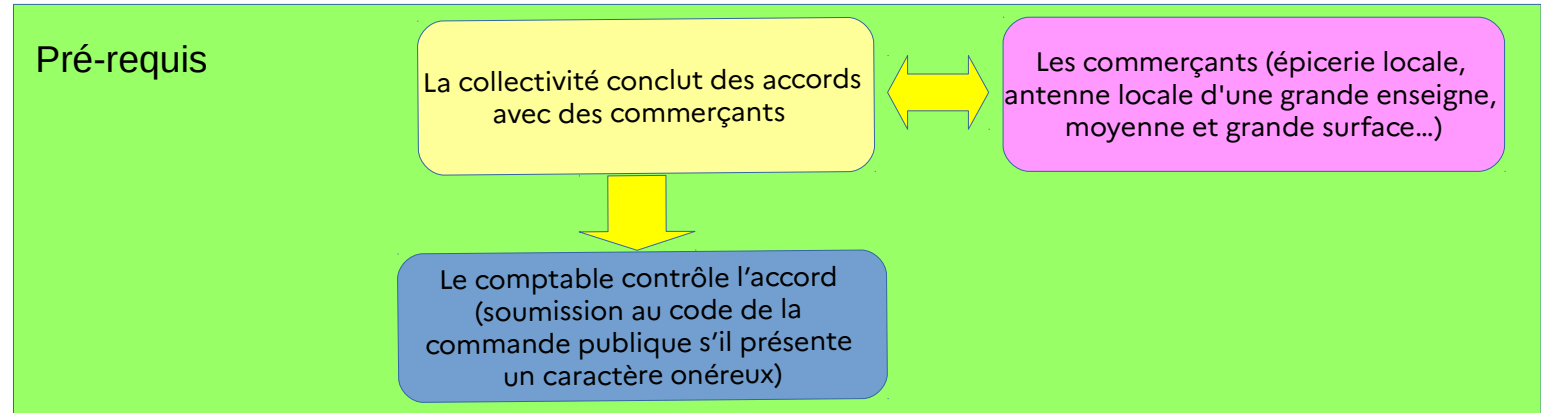 Pré-requis
La collectivité conclut des accords
avec des commerçants
Les commerçants (épicerie locale,
antenne locale d'une grande enseigne,
moyenne et grande surface…)
Le comptable contrôle l’accord
(soumission au code de la
commande publique s’il présente
un caractère onéreux)